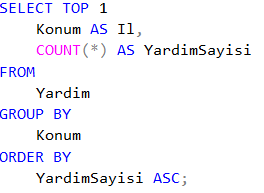 SELECT TOP 1
    Konum AS Il,
    COUNT(*) AS YardimSayisi
FROM
    Yardim
GROUP BY
    Konum
ORDER BY
    YardimSayisi ASC;